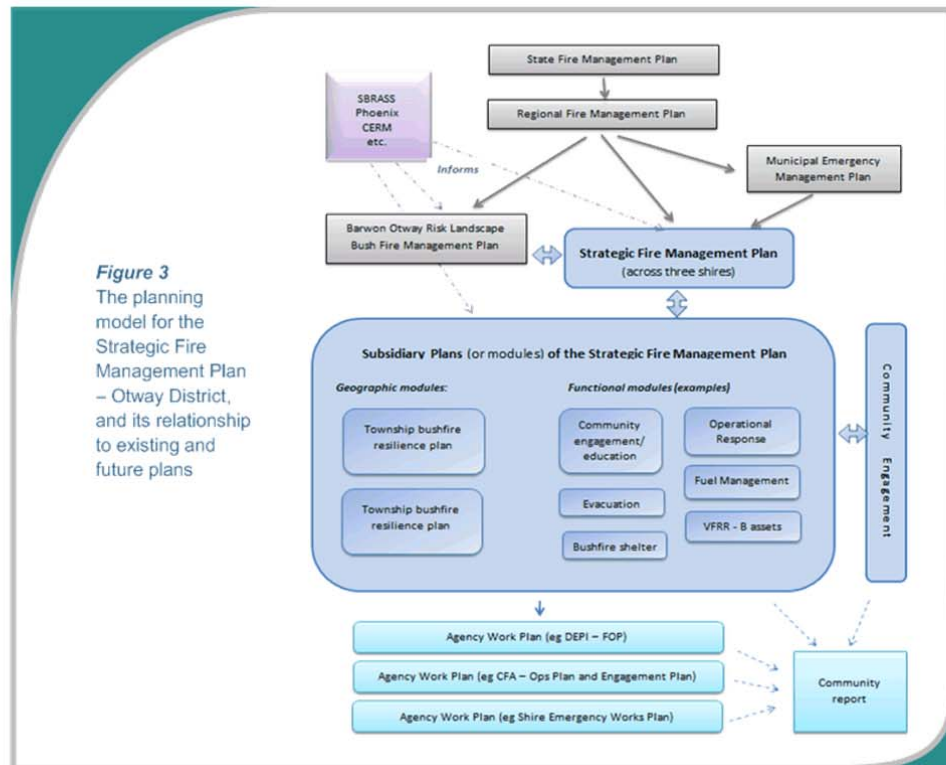 State Fire Management Plan
SBRASS
Phoenix
CERM
etc.
Regional Fire Management Plan
Informs
Municipal Emergency
Management Plan
Barwon Otway Risk Landscape
Bush Fire Management Plan
Strategic Fire Management Plan
(across three shires)
Figure 3
The planning
model for the
Strategic Fire
Management Plan
– Otway District,
and its relationship
to existing and
future plans
Subsidiary Plans (or modules) of the Strategic Fire Management Plan
Geographic modules:
Township bushfire
resilience plan
Township bushfire
resilience plan
Functional modules (examples)
Community
engagement/
education
Evacuation
Bushfire shelter
Operational
Response
Fuel Management
VFRR - B assets
Community Engagement
Agency Work Plan (eg DEPI – FOP)
Agency Work Plan (eg CFA – Ops Plan and Engagement Plan)
Agency Work Plan (eg Shire Emergency Works Plan)
Community
report